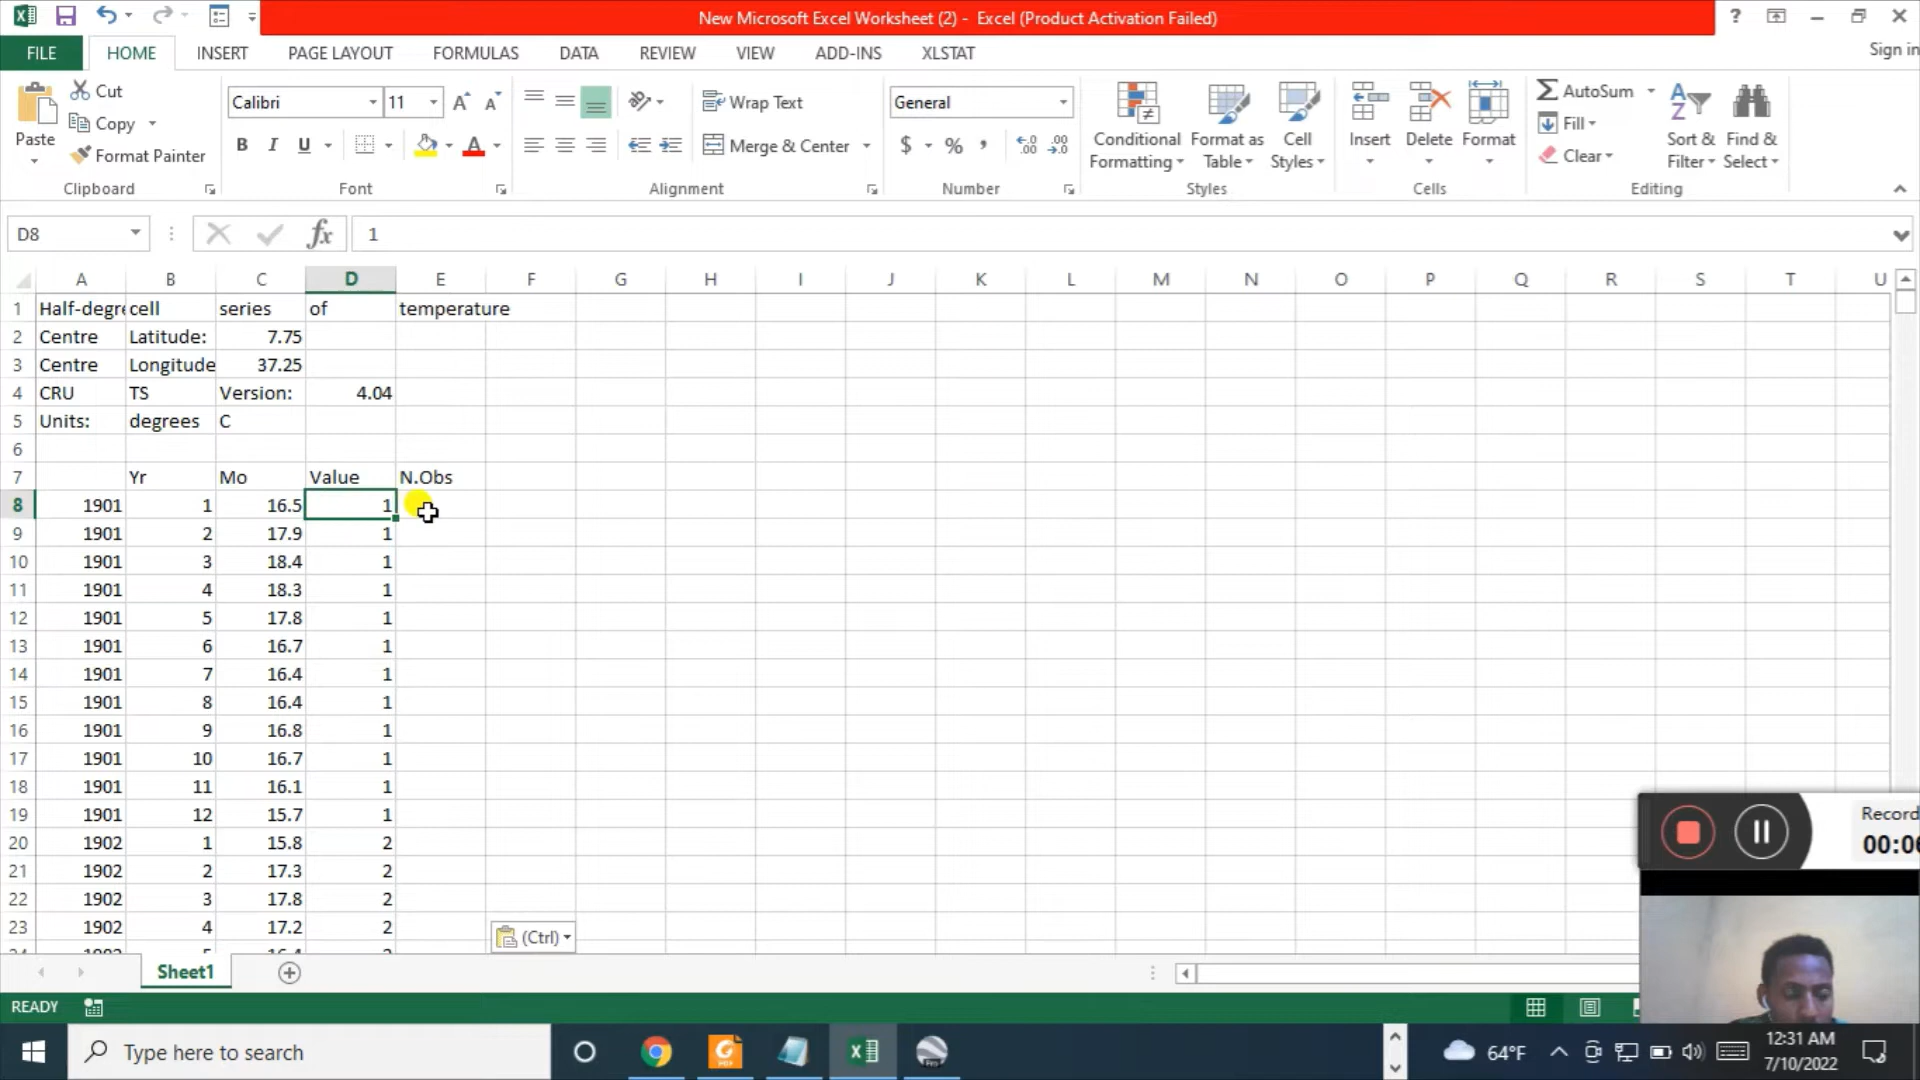 New Microsoft Excel Worksheet (2) - Excel (Product Activation Failed)
?
FILE HOME INSERT PAGE LAYOUT FORMULAS DATA REVIEW VIEW ADD-INS XLSTAT
Sign in
Paste
Cut
Copy
Format Painter
Clipboard
Calibri 11
B I U
Font
Wrap Text
Merge & Center
Alignment
General
$ % ,
Number
Conditional Formatting
Format as Table
Cell Styles
Styles
Insert
Delete
Format
Cells
AutoSum
Fill
Clear
Sort & Filter
Find & Select
Editing
D8 fx 1
A B C D E F G H I J K L M N O P Q R S T U
1 Half-degre cell series of temperature
2 Centre Latitude: 7.75
3 Centre Longitude 37.25
4 CRU TS Version: 4.04
5 Units: degrees C
6
7 Yr Mo Value N.Obs
8 1901 1 16.5 1
9 1901 2 17.9 1
10 1901 3 18.4 1
11 1901 4 18.3 1
12 1901 5 17.8 1
13 1901 6 16.7 1
14 1901 7 16.4 1
15 1901 8 16.4 1
16 1901 9 16.8 1
17 1901 10 16.7 1
18 1901 11 16.1 1
19 1901 12 15.7 1
20 1902 1 15.8 2
21 1902 2 17.3 2
22 1902 3 17.8 2
23 1902 4 17.2 2
(Ctrl)
Record
00:06
Sheet1
READY
Type here to search
64°F
12:31 AM
7/10/2022